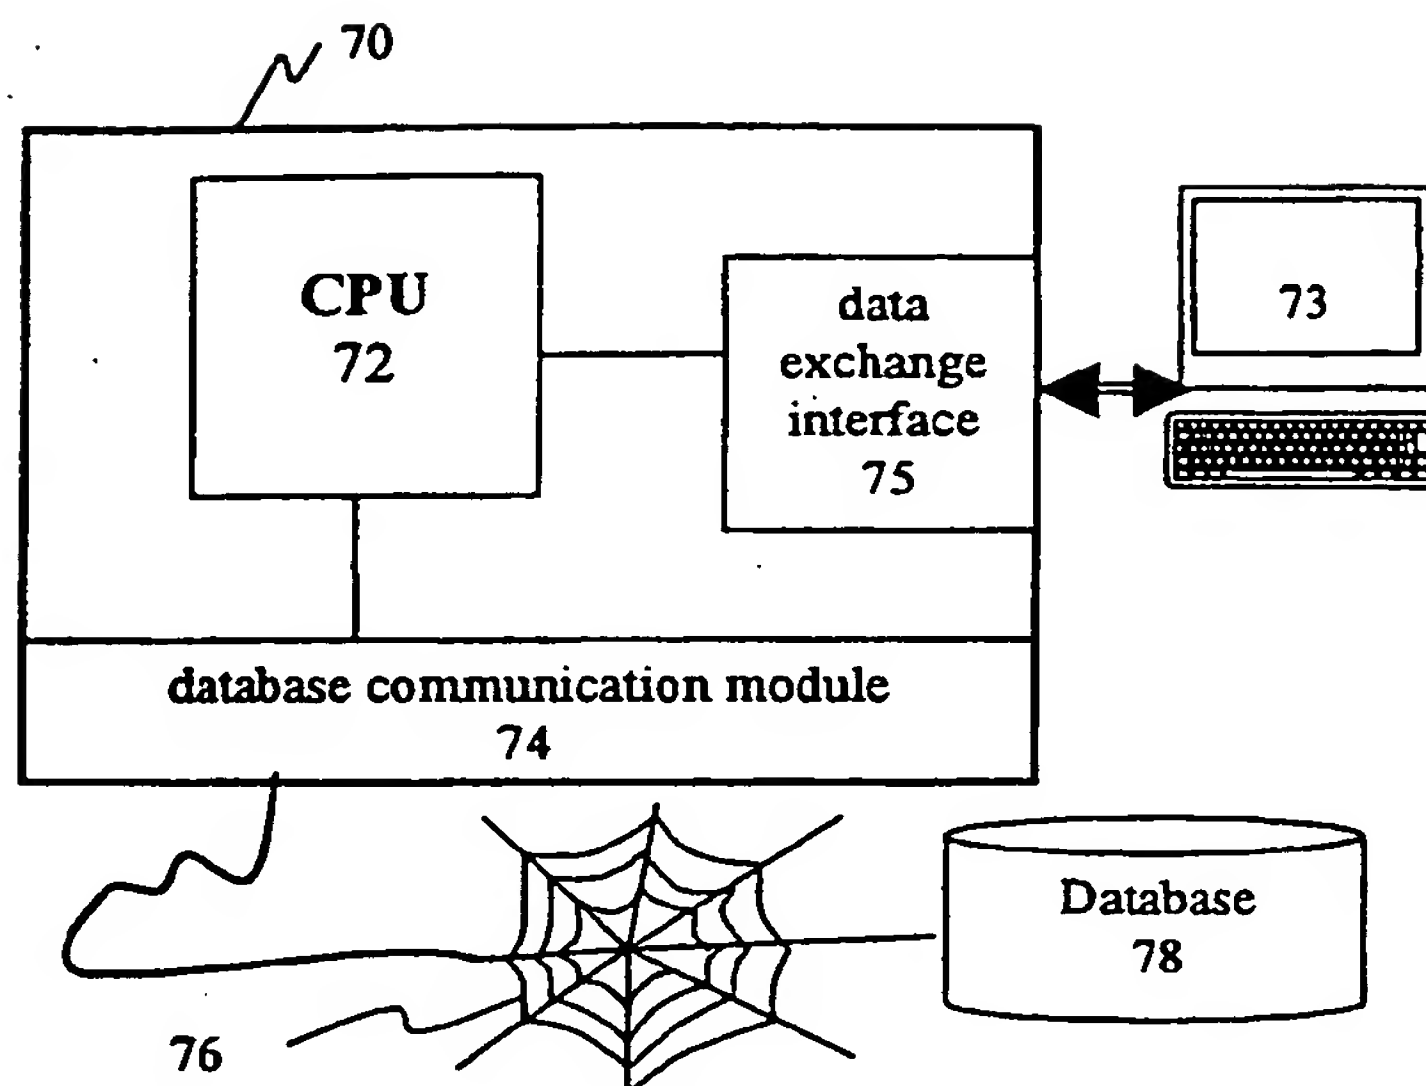 70
CPU
72
data
exchange
interface
75
73
database communication module
74
Database
78
76